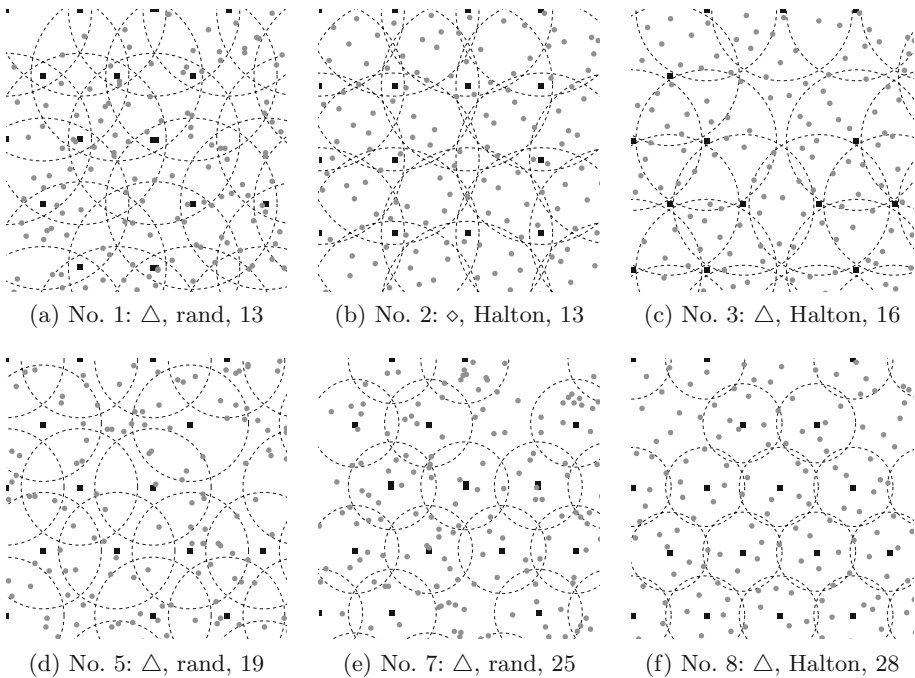 (a) No. 1: △, rand, 13
(b) No. 2: ⋄, Halton, 13
(c) No. 3: △, Halton, 16
(d) No. 5: △, rand, 19
(e) No. 7: △, rand, 25
(f) No. 8: △, Halton, 28